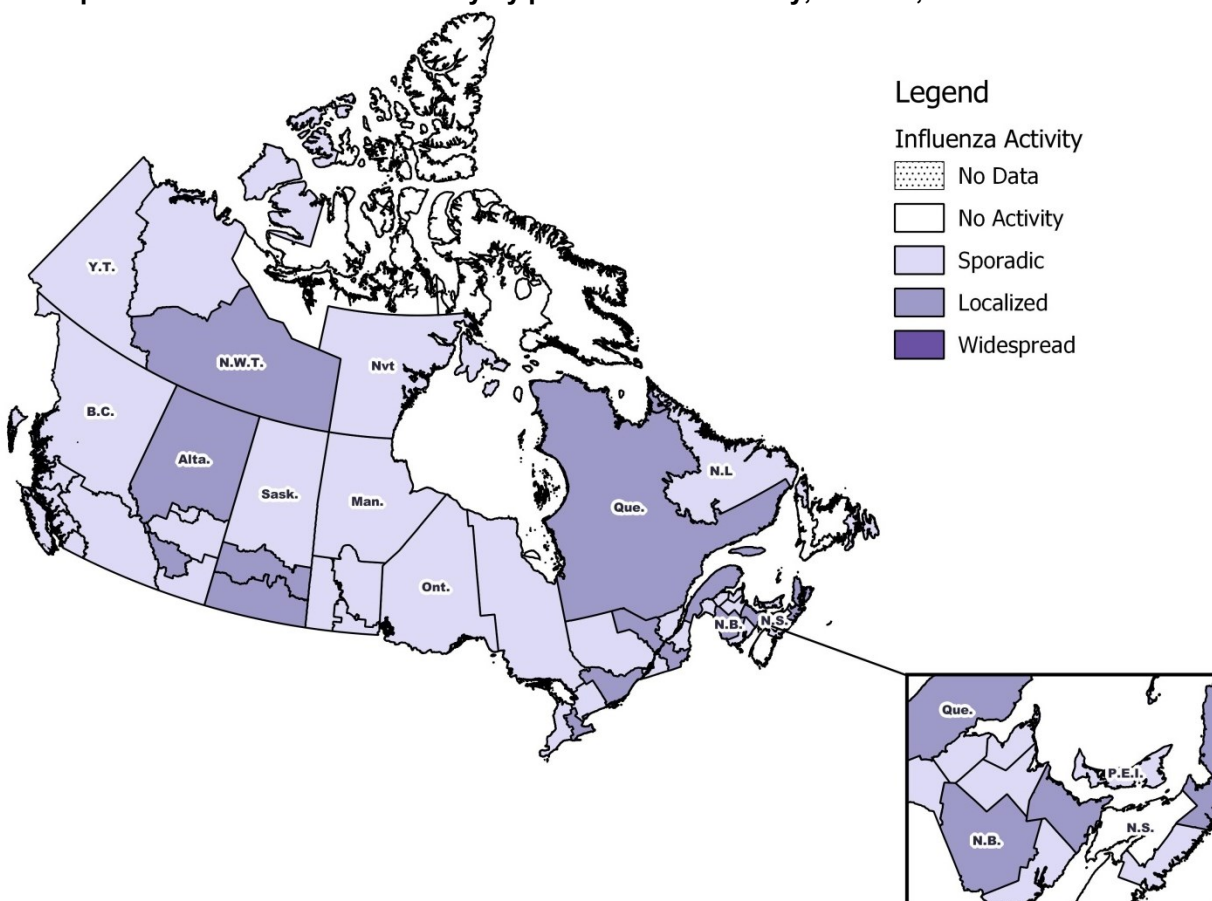 Legend
Influenza Activity
No Data
No Activity
Sporadic
Localized
Widespread
Y.T.
N.W.T.
Nvt
B.C.
Alta.
Sask.
Man.
Ont.
Que.
N.L
N.B.
N.S.
Que.
P.E.I.
N.S.
N.B.